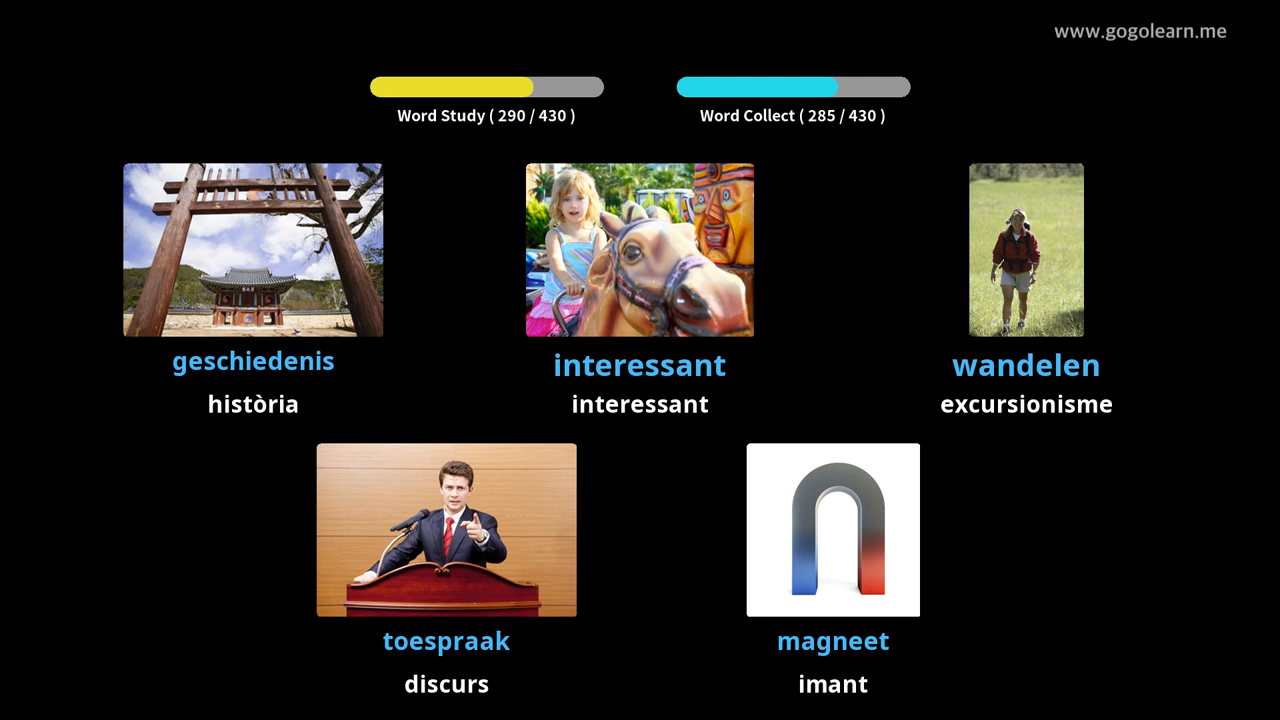 www.gogolearn.me
Word Study ( 290 / 430 )
Word Collect ( 285 / 430 )
geschiedenis
història
interessant
interessant
wandelen
excursionisme
toespraak
discurs
magneet
imant